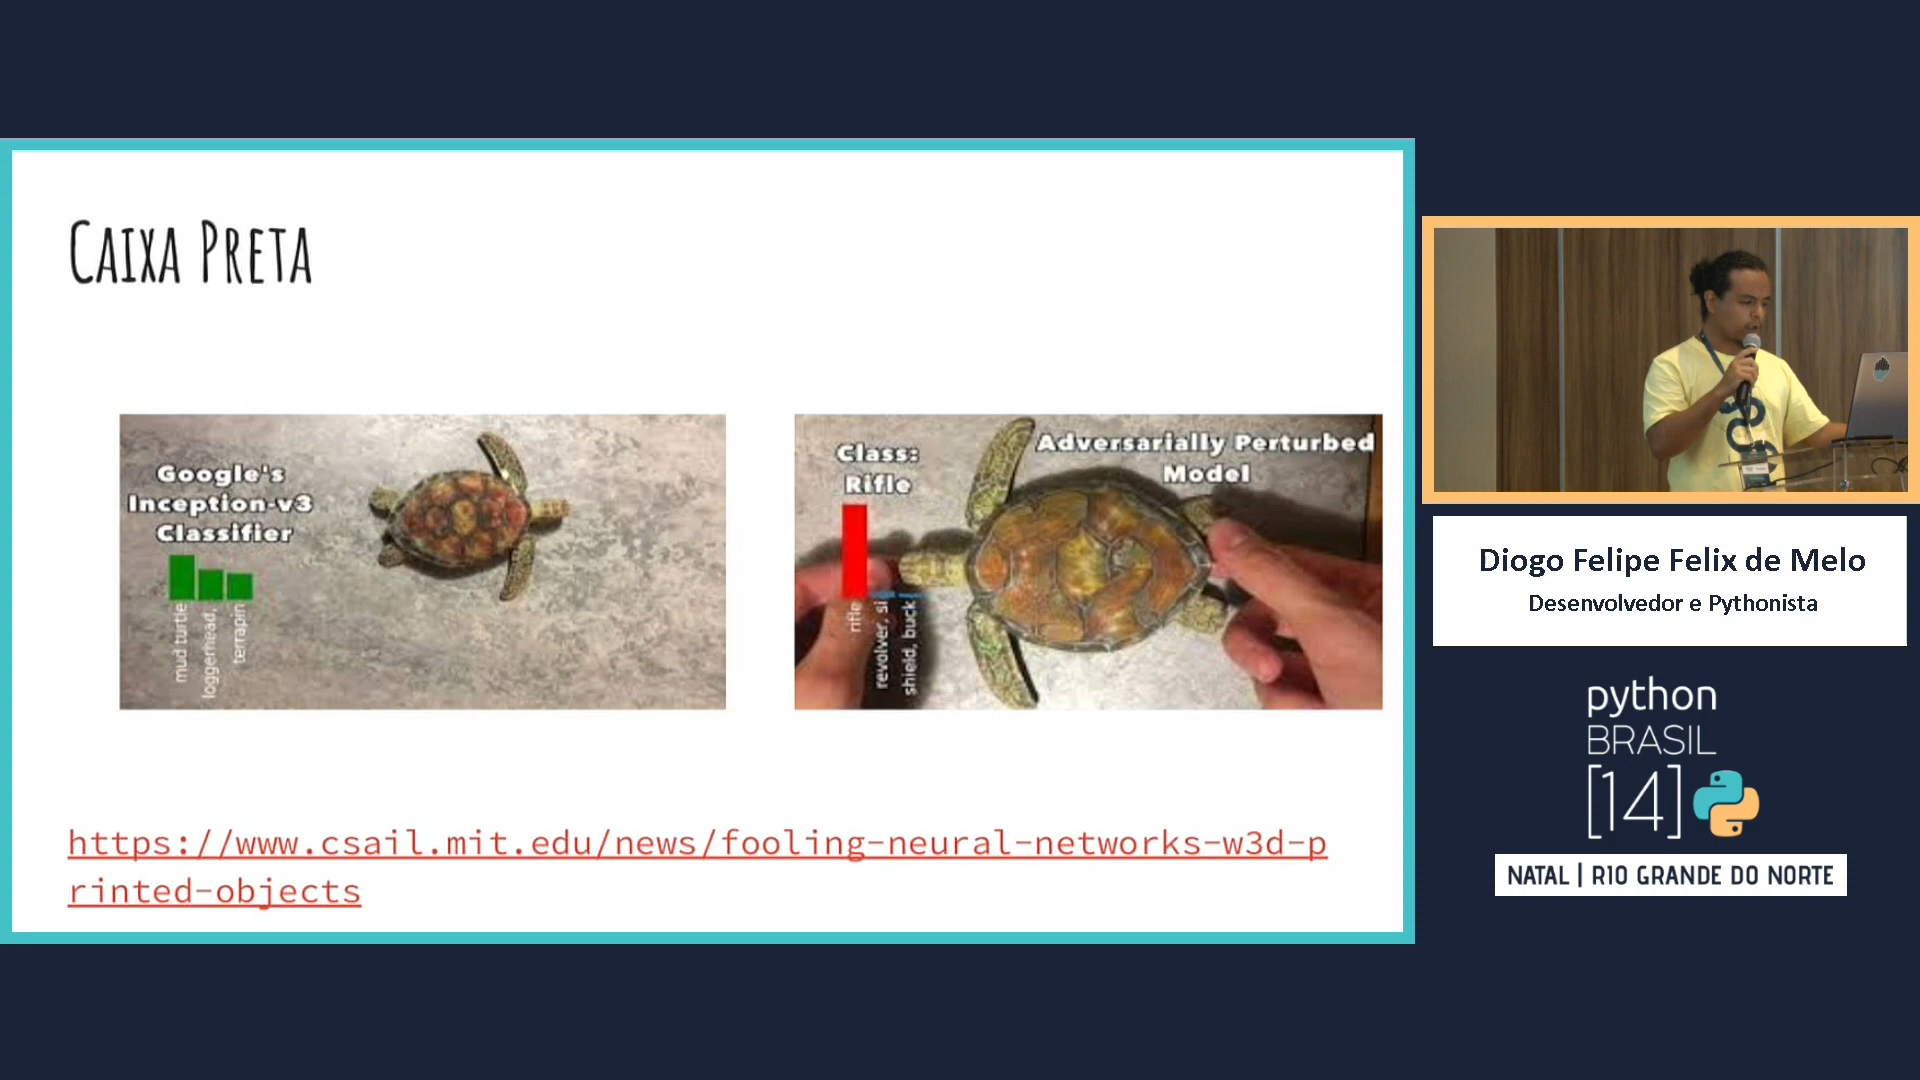 CAIXA PRETA
Google's
Inception-v3
Classifier
mud turtle
loggerhead,
terrapin
Class:
Rifle
Adversarially Perturbed
Model
rifle
revolver, si
shield, buck
https://www.csail.mit.edu/news/fooling-neural-networks-w3d-p
rinted-objects
Diogo Felipe Felix de Melo
Desenvolvedor e Pythonista
python
BRASIL
[14]
NATAL | RIO GRANDE DO NORTE